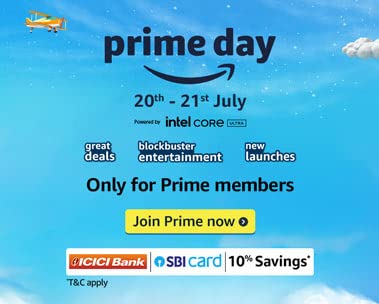 prime day
20th - 21st July
Powered by intel CORE ULTRA
great deals blockbuster entertainment new launches
Only for Prime members
Join Prime now >
ICICI Bank SBI card 10% Savings*
*T&C apply